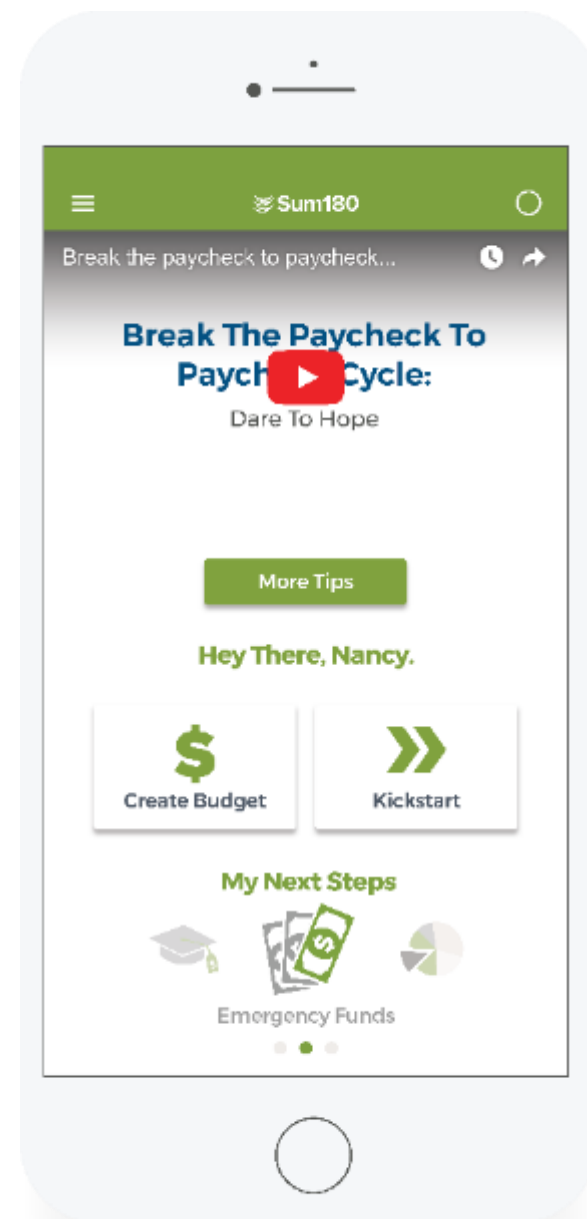 Sum180
Break the paycheck to paycheck...
Break The Paycheck To
Cycle:
Dare To Hope
More Tips
Hey There, Nancy.
$
Create Budget
Kickstart
My Next Steps
$
Emergency Funds